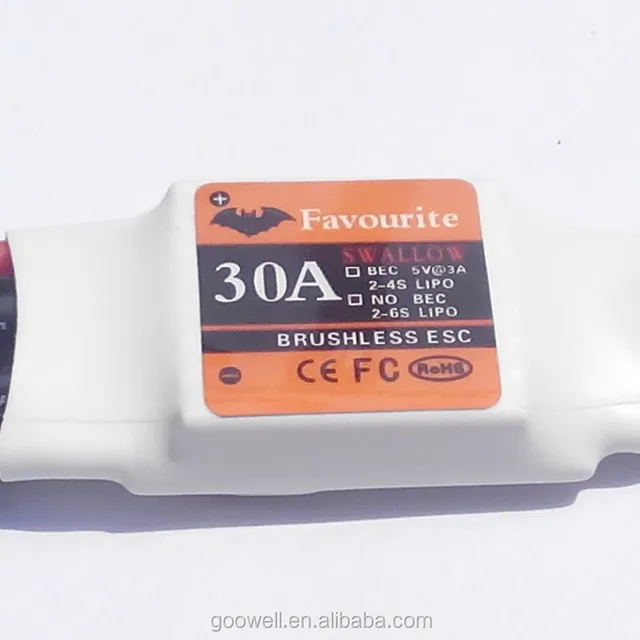 +
Favourite
SWALLOW
30A
BEC 5V@3A
2-4S LIPO
NO BEC
2-6S LIPO
BRUSHLESS ESC
CE FC RoHS
goowell.en.alibaba.com